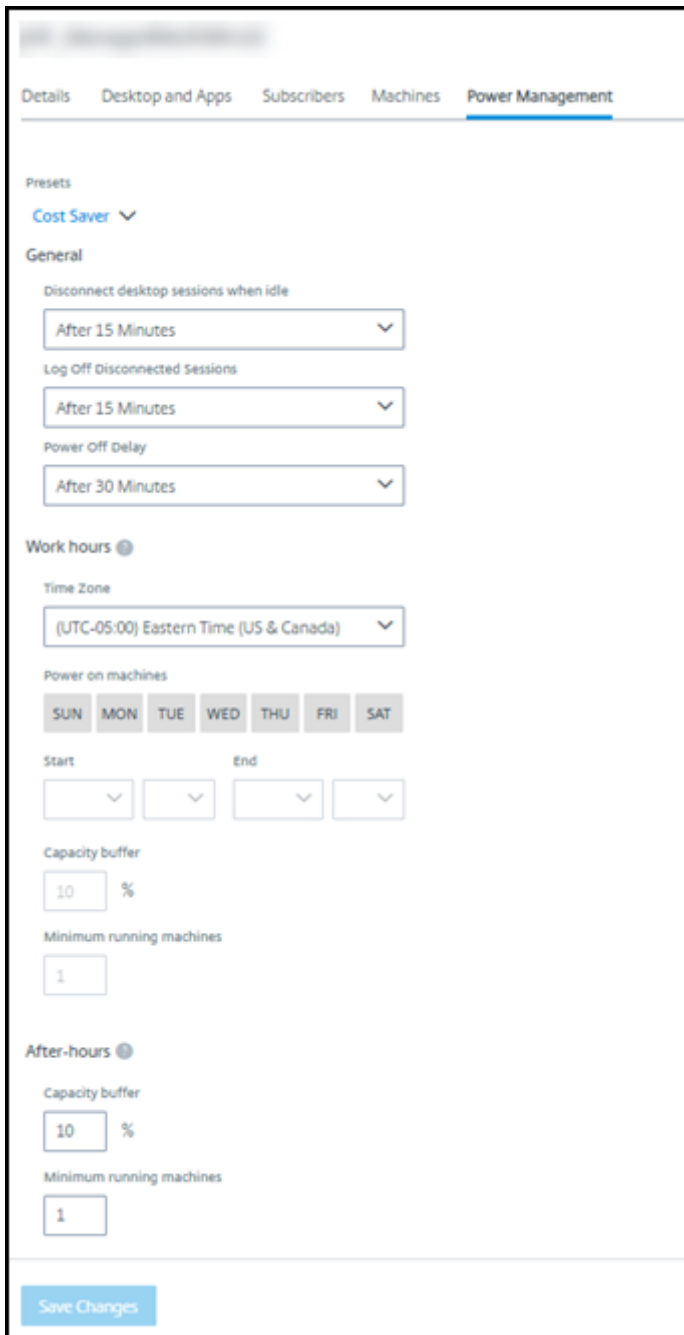 Details Desktop and Apps Subscribers Machines Power Management
Presets
Cost Saver
General
Disconnect desktop sessions when idle
After 15 Minutes
Log Off Disconnected Sessions
After 15 Minutes
Power Off Delay
After 30 Minutes
Work hours ?
Time Zone
(UTC-05:00) Eastern Time (US & Canada)
Power on machines
SUN MON TUE WED THU FRI SAT
Start End
Capacity buffer
10 %
Minimum running machines
1
After-hours ?
Capacity buffer
10 %
Minimum running machines
1
Save Changes